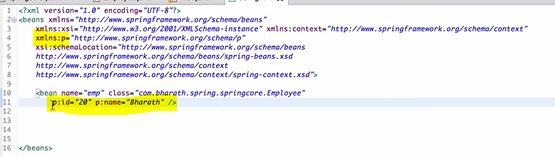 1 <?xml version="1.0" encoding="UTF-8"?>
2 <beans xmlns="http://www.springframework.org/schema/beans"
3 xmlns:xsi="http://www.w3.org/2001/XMLSchema-instance" xmlns:context="http://www.springframework.org/schema/context"
4 xmlns:p="http://www.springframework.org/schema/p"
5 xsi:schemaLocation="http://www.springframework.org/schema/beans
6 http://www.springframework.org/schema/beans/spring-beans.xsd
7 http://www.springframework.org/schema/context
8 http://www.springframework.org/schema/context/spring-context.xsd">
9
10 <bean name="emp" class="com.bharath.spring.springcore.Employee"
11 p:id="20" p:name="Bharath" />
12
13
14
15
16 </beans>